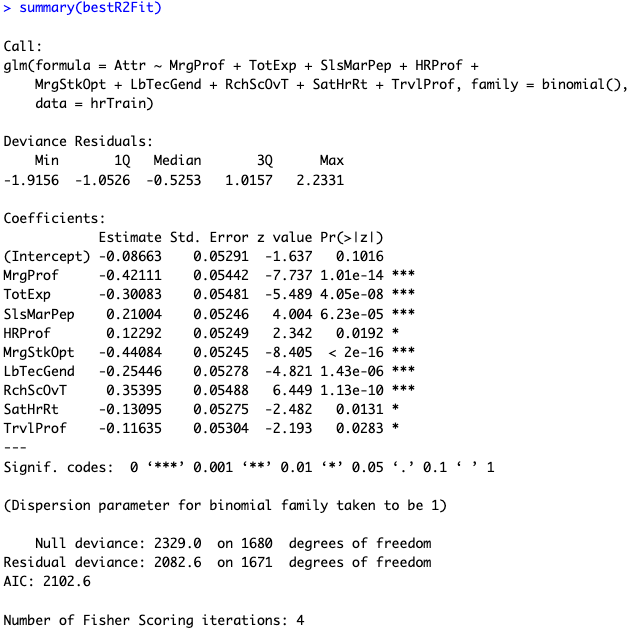 > summary(bestR2Fit)
Call:
glm(formula = Attr ~ MrgProf + TotExp + SlsMarPep + HRProf +
    MrgStkOpt + LbTecGend + RchScOvT + SatHrRt + TrvlProf, family = binomial(),
    data = hrTrain)
Deviance Residuals:
    Min       1Q   Median       3Q      Max
-1.9156  -1.0526  -0.5253   1.0157   2.2331
Coefficients:
            Estimate Std. Error z value Pr(>|z|)
(Intercept) -0.08663    0.05291  -1.637   0.1016
MrgProf     -0.42111    0.05442  -7.737 1.01e-14 ***
TotExp      -0.30083    0.05481  -5.489 4.05e-08 ***
SlsMarPep    0.21004    0.05246   4.004 6.23e-05 ***
HRProf       0.12292    0.05249   2.342   0.0192 *
MrgStkOpt   -0.44084    0.05245  -8.405  < 2e-16 ***
LbTecGend   -0.25446    0.05278  -4.821 1.43e-06 ***
RchScOvT     0.35395    0.05488   6.449 1.13e-10 ***
SatHrRt     -0.13095    0.05275  -2.482   0.0131 *
TrvlProf    -0.11635    0.05304  -2.193   0.0283 *
---
Signif. codes:  0 ‘***’ 0.001 ‘**’ 0.01 ‘*’ 0.05 ‘.’ 0.1 ‘ ’ 1
(Dispersion parameter for binomial family taken to be 1)
    Null deviance: 2329.0  on 1680  degrees of freedom
Residual deviance: 2082.6  on 1671  degrees of freedom
AIC: 2102.6
Number of Fisher Scoring iterations: 4